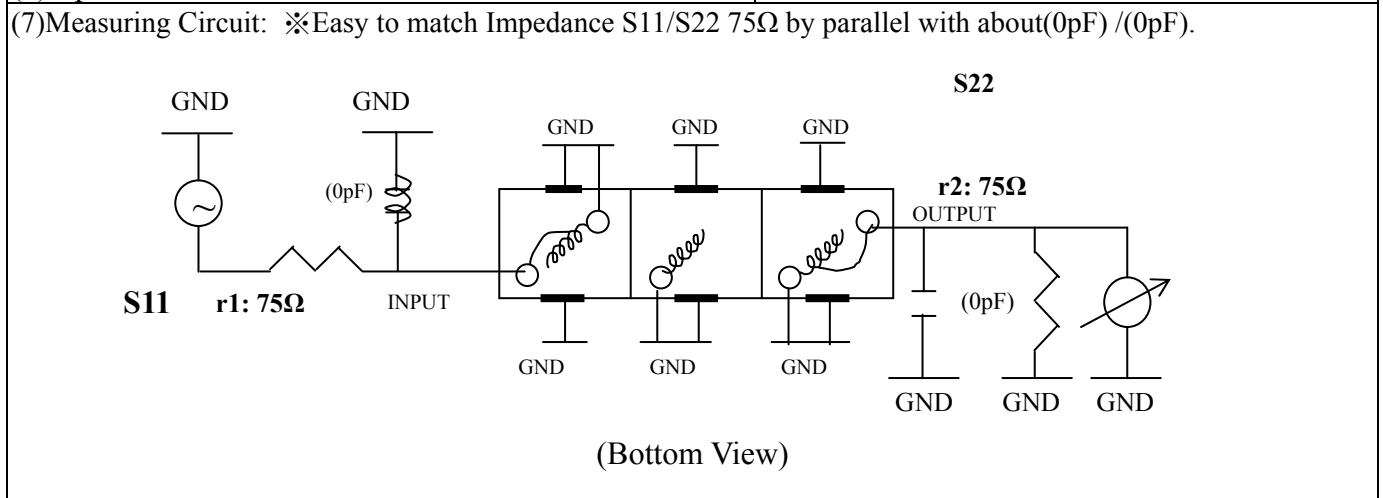 (7)Measuring Circuit: ※Easy to match Impedance S11/S22 75Ω by parallel with about(0pF) /(0pF).
S22
GND GND GND GND GND
(0pF) r2: 75Ω
OUTPUT
S11 r1: 75Ω INPUT (0pF)
GND GND GND
GND GND GND
(Bottom View)